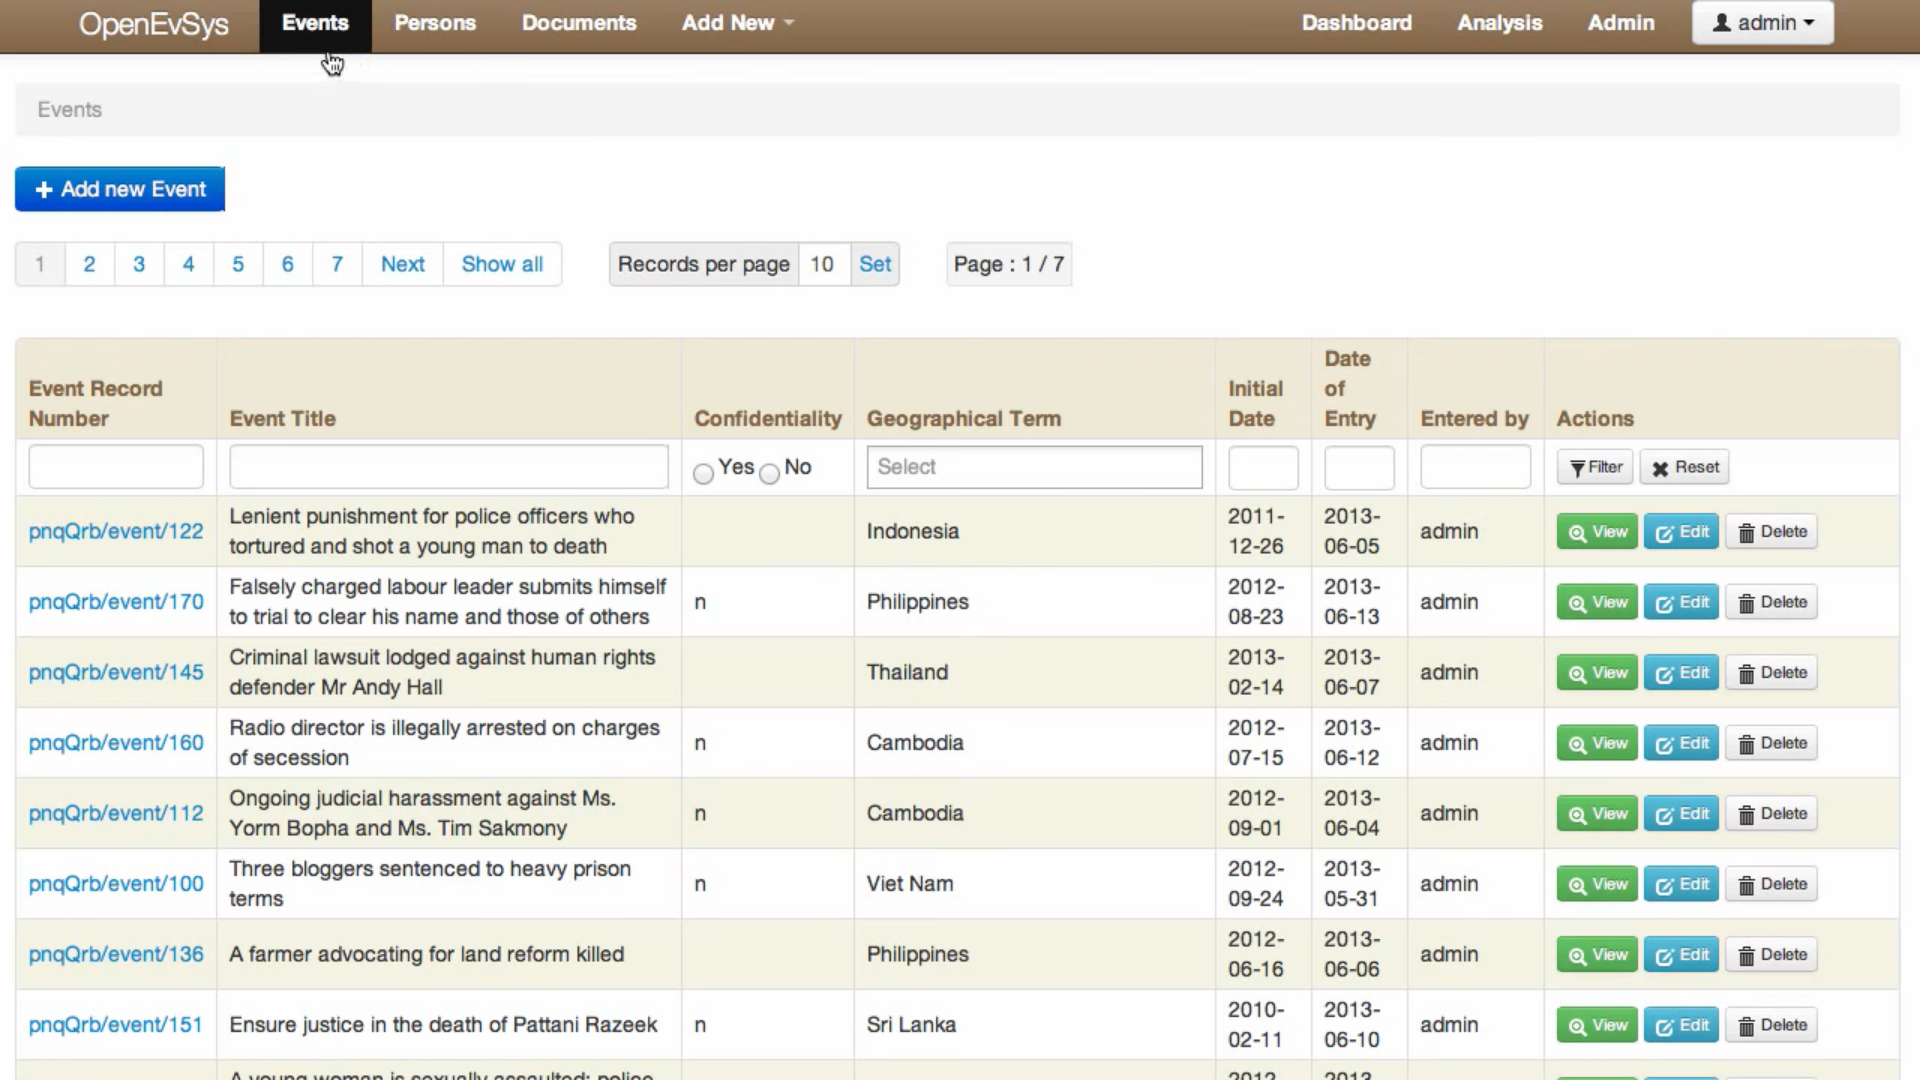 OpenEvSys Events Persons Documents Add New Dashboard Analysis Admin admin
Events
+ Add new Event
1 2 3 4 5 6 7 Next Show all Records per page 10 Set Page : 1 / 7
Event Record Number Event Title Confidentiality Geographical Term Initial Date Date of Entry Entered by Actions
Yes No Select Filter Reset
pnqQrb/event/122 Lenient punishment for police officers who tortured and shot a young man to death Indonesia 2011-12-26 2013-06-05 admin View Edit Delete
pnqQrb/event/170 Falsely charged labour leader submits himself to trial to clear his name and those of others n Philippines 2012-08-23 2013-06-13 admin View Edit Delete
pnqQrb/event/145 Criminal lawsuit lodged against human rights defender Mr Andy Hall Thailand 2013-02-14 2013-06-07 admin View Edit Delete
pnqQrb/event/160 Radio director is illegally arrested on charges of secession n Cambodia 2012-07-15 2013-06-12 admin View Edit Delete
pnqQrb/event/112 Ongoing judicial harassment against Ms. Yorm Bopha and Ms. Tim Sakmony n Cambodia 2012-09-01 2013-06-04 admin View Edit Delete
pnqQrb/event/100 Three bloggers sentenced to heavy prison terms n Viet Nam 2012-09-24 2013-05-31 admin View Edit Delete
pnqQrb/event/136 A farmer advocating for land reform killed Philippines 2012-06-16 2013-06-06 admin View Edit Delete
pnqQrb/event/151 Ensure justice in the death of Pattani Razeek n Sri Lanka 2010-02-11 2013-06-10 admin View Edit Delete
A young woman is sexually assaulted; police 2012- 2013-